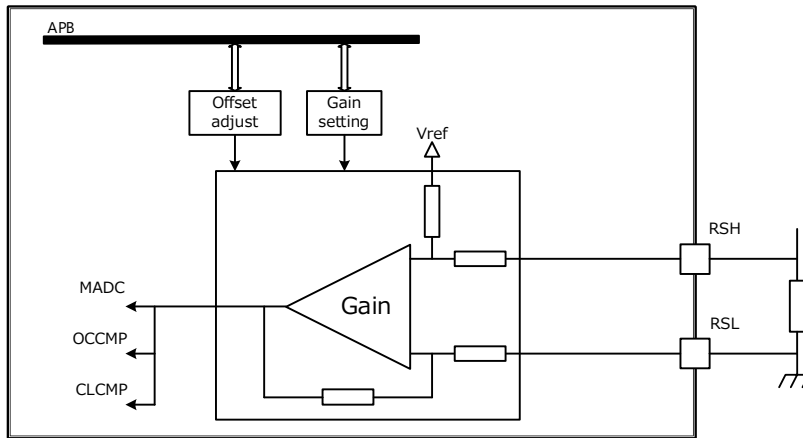 APB
Offset
adjust
Gain
setting
Vref
RSH
MADC
Gain
OCCMP
RSL
CLCMP